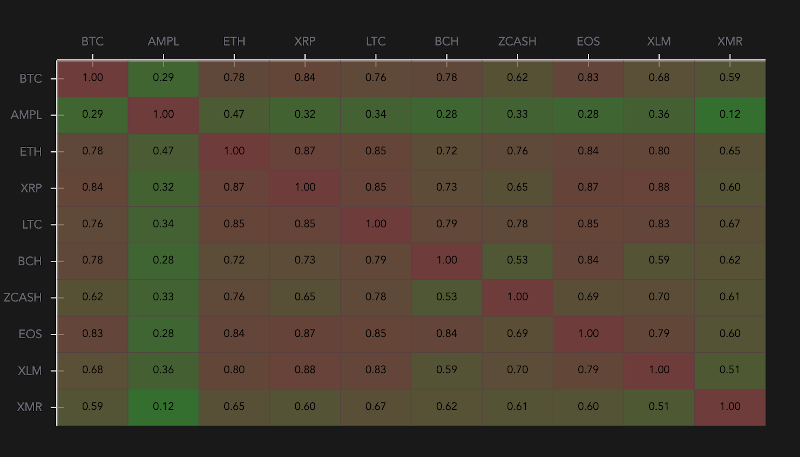 BTC AMPL ETH XRP LTC BCH ZCASH EOS XLM XMR
BTC 1.00 0.29 0.78 0.84 0.76 0.78 0.62 0.83 0.68 0.59
AMPL 0.29 1.00 0.47 0.32 0.34 0.28 0.33 0.28 0.36 0.12
ETH 0.78 0.47 1.00 0.87 0.85 0.72 0.76 0.84 0.80 0.65
XRP 0.84 0.32 0.87 1.00 0.85 0.73 0.65 0.87 0.88 0.60
LTC 0.76 0.34 0.85 0.85 1.00 0.79 0.78 0.85 0.83 0.67
BCH 0.78 0.28 0.72 0.73 0.79 1.00 0.53 0.84 0.59 0.62
ZCASH 0.62 0.33 0.76 0.65 0.78 0.53 1.00 0.69 0.70 0.61
EOS 0.83 0.28 0.84 0.87 0.85 0.84 0.69 1.00 0.79 0.60
XLM 0.68 0.36 0.80 0.88 0.83 0.59 0.70 0.79 1.00 0.51
XMR 0.59 0.12 0.65 0.60 0.67 0.62 0.61 0.60 0.51 1.00